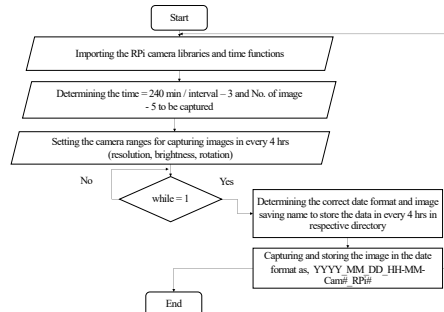 Start
Importing the RPi camera libraries and time functions
Determining the time = 240 min / interval – 3 and No. of image
- 5 to be captured
Setting the camera ranges for capturing images in every 4 hrs
(resolution, brightness, rotation)
No
Yes
while = 1
Determining the correct date format and image
saving name to store the data in every 4 hrs in
respective directory
Capturing and storing the image in the date
format as, YYYY_MM_DD_HH-MM-
Cam#_RPi#
End